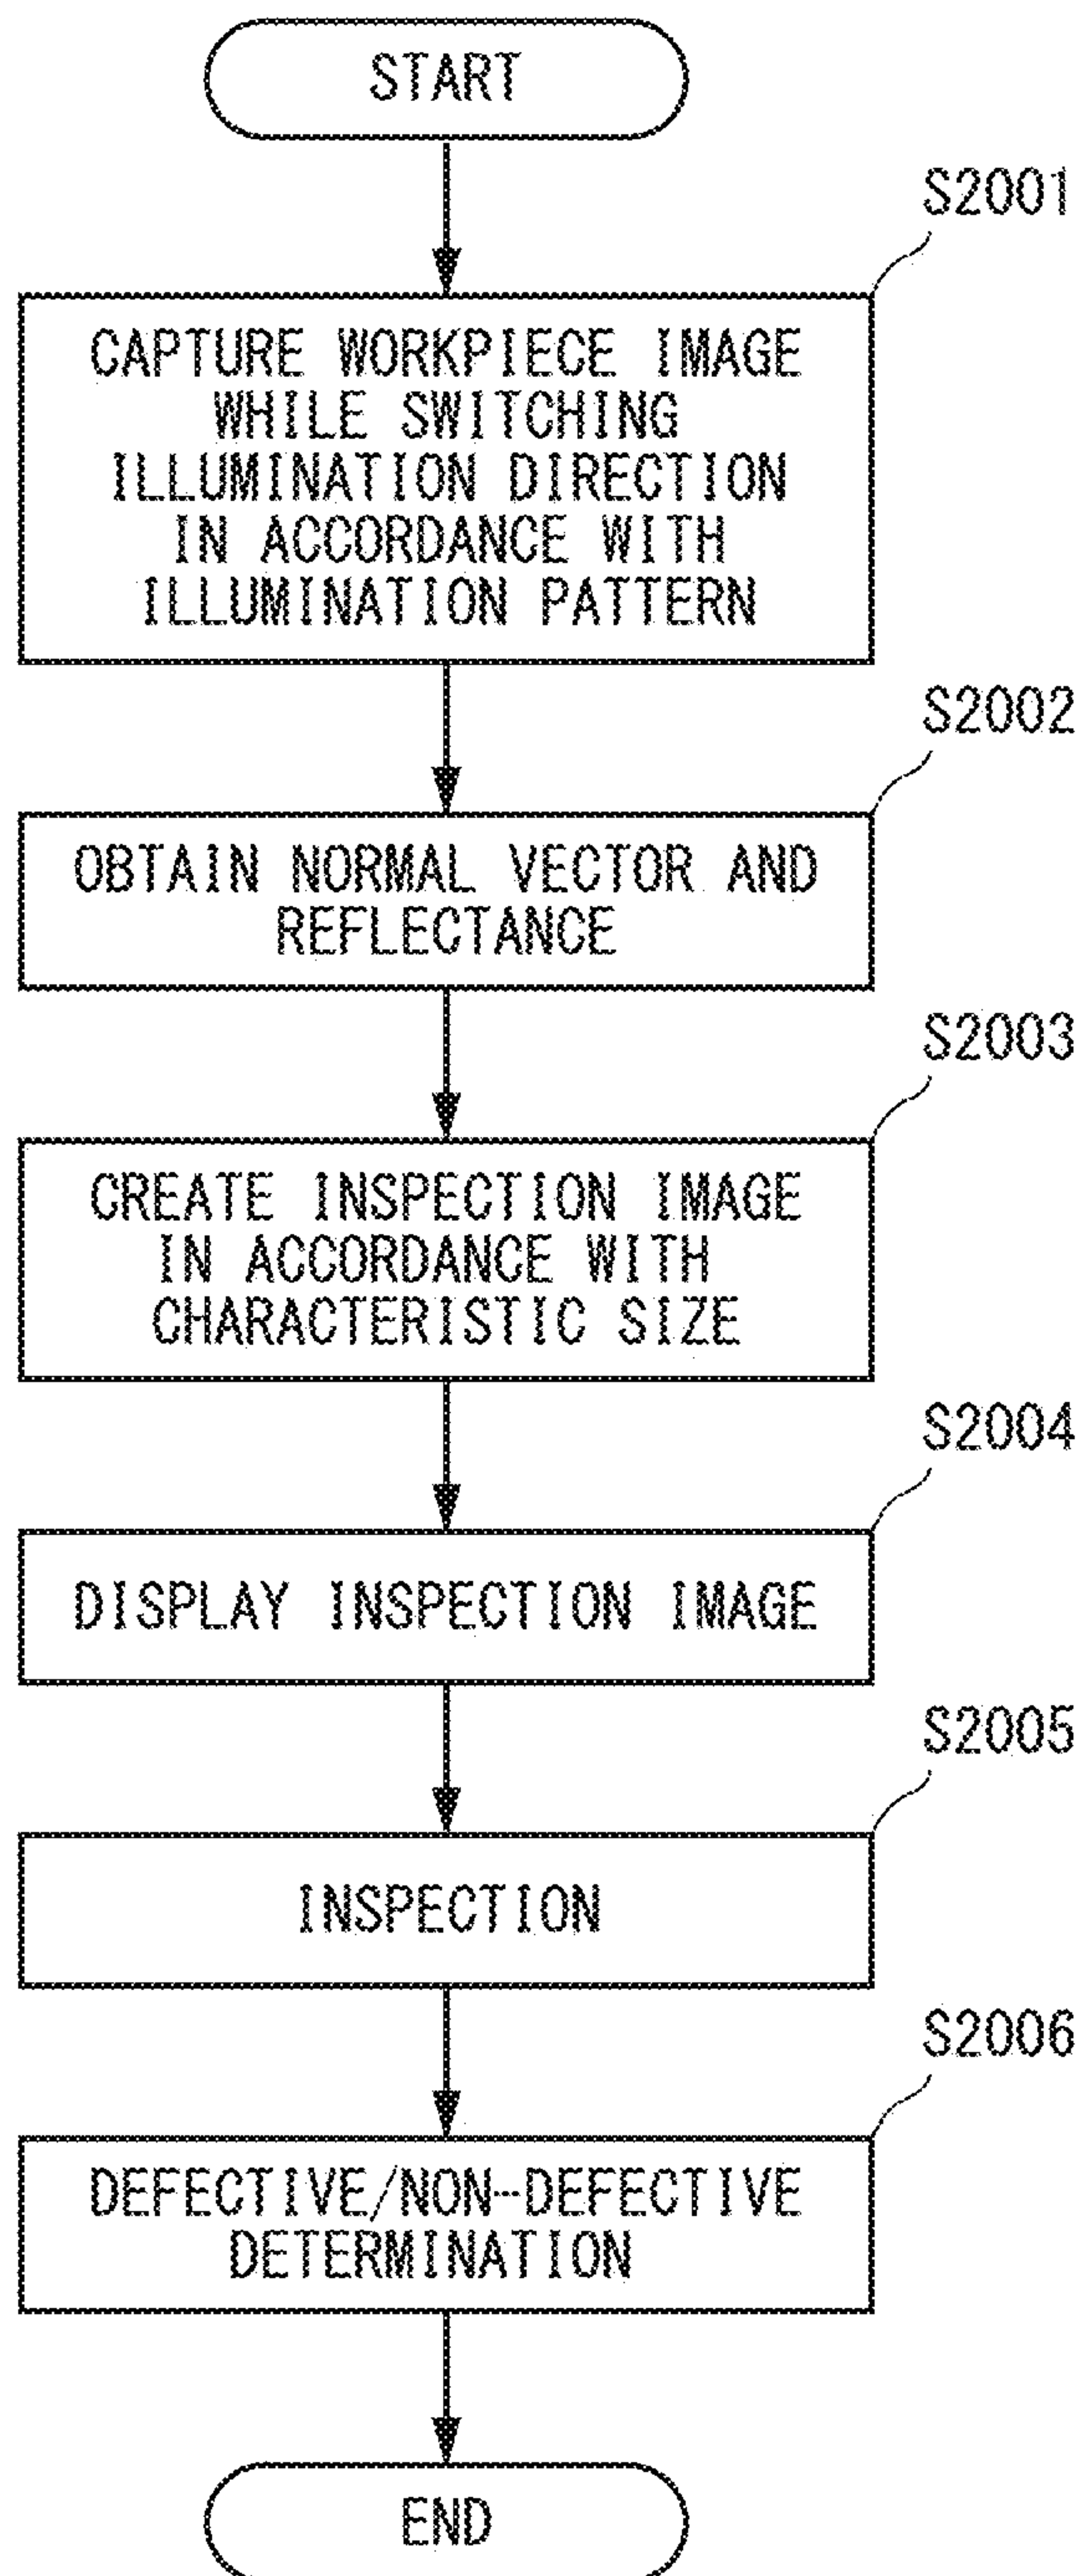 START
S2001
CAPTURE WORKPIECE IMAGE
WHILE SWITCHING
ILLUMINATION DIRECTION
IN ACCORDANCE WITH
ILLUMINATION PATTERN
S2002
OBTAIN NORMAL VECTOR AND
REFLECTANCE
S2003
CREATE INSPECTION IMAGE
IN ACCORDANCE WITH
CHARACTERISTIC SIZE
S2004
DISPLAY INSPECTION IMAGE
S2005
INSPECTION
S2006
DEFECTIVE/NON-DEFECTIVE
DETERMINATION
END